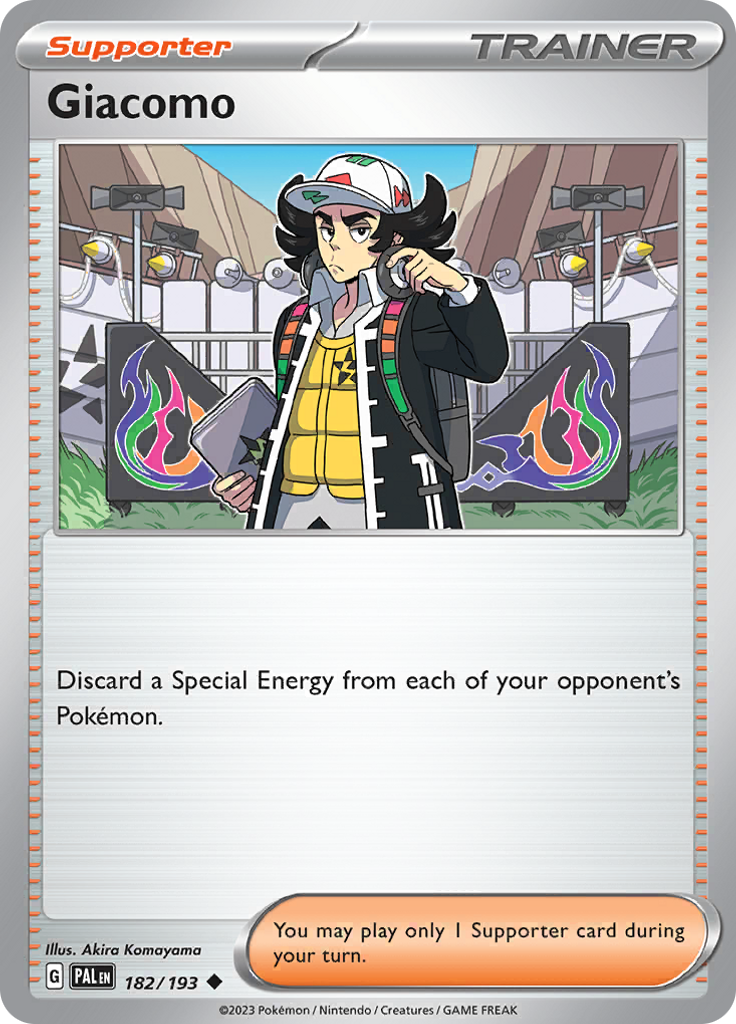 Supporter TRAINER
Giacomo
Discard a Special Energy from each of your opponent's
Pokémon.
You may play only 1 Supporter card during
your turn.
Illus. Akira Komayama
G PAL EN 182/193
©2023 Pokémon / Nintendo / Creatures / GAME FREAK